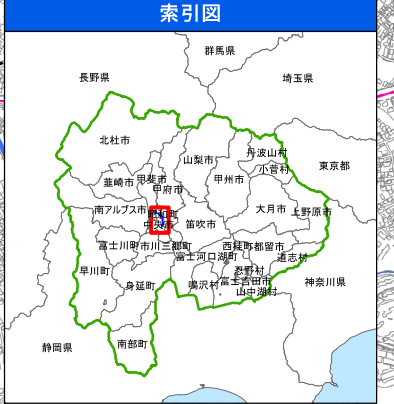 索引図
群馬県
長野県
埼玉県
北杜市
山梨市
丹波山村
小菅村
東京都
韮崎市
甲斐市
甲府市
甲州市
南アルプス市
昭和町
大月市
上野原市
中央市
笛吹市
富士川町
市川三郷町
西桂町
都留市
道志村
富士河口湖町
早川町
忍野村
身延町
鳴沢村
富士吉田市
山中湖村
神奈川県
静岡県
南部町